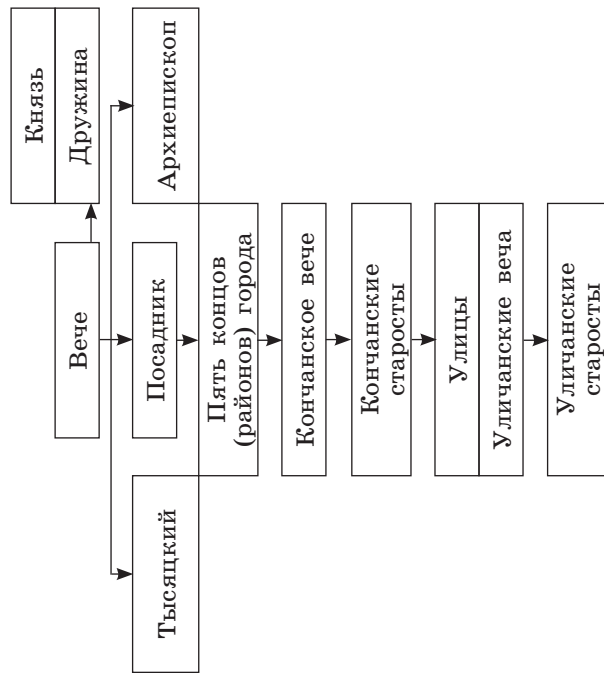 Вече
Князь
Дружина
Тысяцкий
Посадник
Архиепископ
Пять концов
(районов) города
Кончанское вече
Кончанские
старосты
Улицы
Уличанские веча
Уличанские
старосты